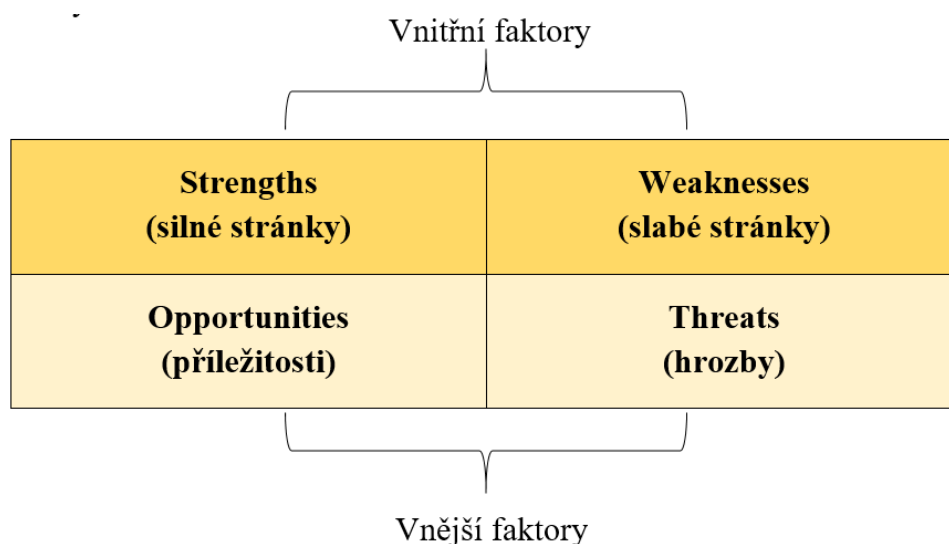 Vnitřní faktory
Strengths
(silné stránky)
Weaknesses
(slabé stránky)
Opportunities
(příležitosti)
Threats
(hrozby)
Vnější faktory